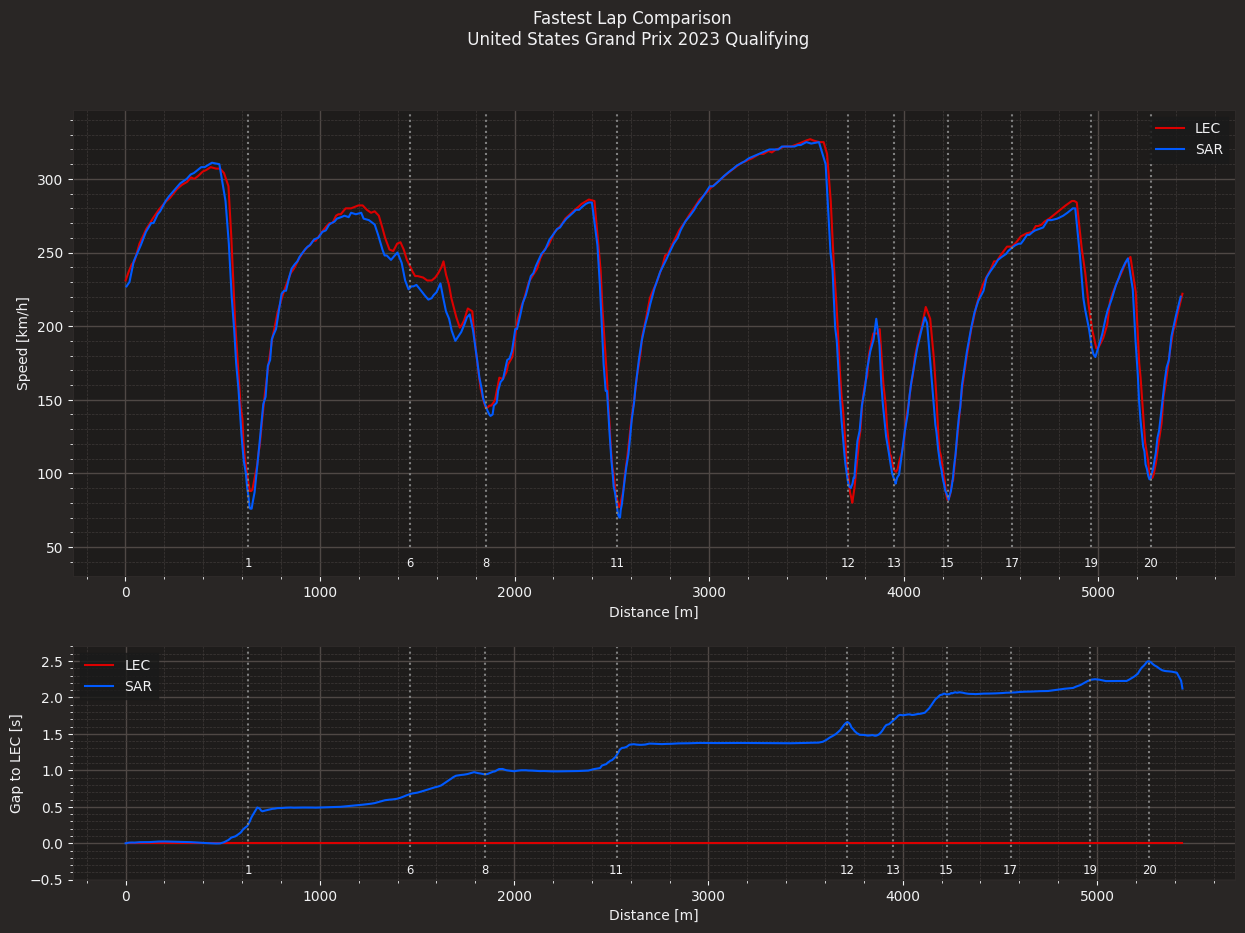 Fastest Lap Comparison
United States Grand Prix 2023 Qualifying
LEC
SAR
Speed [km/h]
300
250
200
150
100
50
1 6 8 11 12 13 15 17 19 20
0 1000 2000 3000 4000 5000
Distance [m]
LEC
SAR
Gap to LEC [s]
2.5
2.0
1.5
1.0
0.5
0.0
−0.5
1 6 8 11 12 13 15 17 19 20
0 1000 2000 3000 4000 5000
Distance [m]